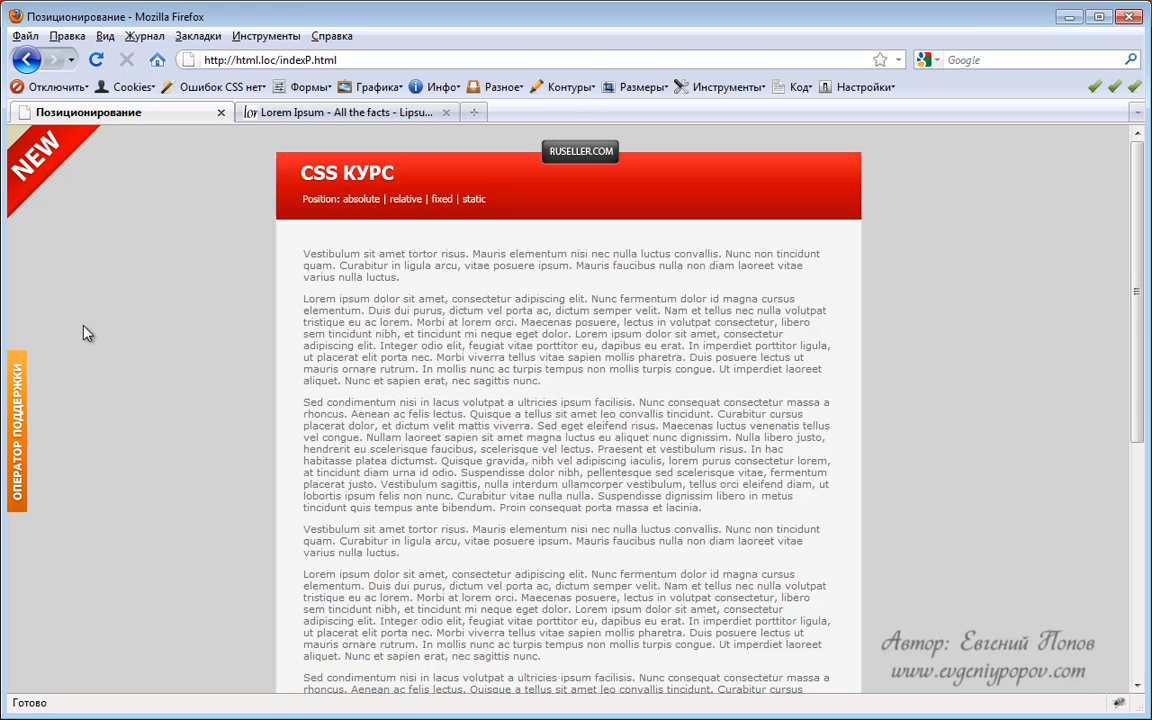 Позиционирование - Mozilla Firefox
Файл Правка Вид Журнал Закладки Инструменты Справка
http://html.loc/indexP.html
Google
Отключить Cookies Ошибок CSS нет Формы Графика Инфо Разное Контуры Размеры Инструменты Код Настройки
Позиционирование
Lorem Ipsum - All the facts - Lipsu...
NEW
RUSELLER.COM
CSS КУРС
Position: absolute | relative | fixed | static
Vestibulum sit amet tortor risus. Mauris elementum nisi nec nulla luctus convallis. Nunc non tincidunt
quam. Curabitur in ligula arcu, vitae posuere ipsum. Mauris faucibus nulla non diam laoreet vitae
varius nulla luctus.
Lorem ipsum dolor sit amet, consectetur adipiscing elit. Nunc fermentum dolor id magna cursus
elementum. Duis dui purus, dictum vel porta ac, dictum semper velit. Nam et tellus nec nulla volutpat
tristique eu ac lorem. Morbi at lorem orci. Maecenas posuere, lectus in volutpat consectetur, libero
sem tincidunt nibh, et tincidunt mi neque eget dolor. Lorem ipsum dolor sit amet, consectetur
adipiscing elit. Integer odio elit, feugiat vitae porttitor eu, dapibus eu erat. In imperdiet porttitor ligula,
ut placerat elit porta nec. Morbi viverra tellus vitae sapien mollis pharetra. Duis posuere lectus ut
mauris ornare rutrum. In mollis nunc ac turpis tempus non mollis turpis congue. Ut imperdiet laoreet
aliquet. Nunc et sapien erat, nec sagittis nunc.
Sed condimentum nisi in lacus volutpat a ultricies ipsum facilisis. Nunc consequat consectetur massa a
rhoncus. Aenean ac felis lectus. Quisque a tellus sit amet leo convallis tincidunt. Curabitur cursus
placerat dolor, et dictum velit mattis viverra. Sed eget eleifend risus. Maecenas luctus venenatis tellus
vel congue. Nullam laoreet sapien sit amet magna luctus eu aliquet nunc dignissim. Nulla libero justo,
hendrerit eu scelerisque faucibus, scelerisque vel lectus. Praesent et vestibulum risus. In hac
habitasse platea dictumst. Quisque gravida, nibh vel adipiscing iaculis, lorem purus consectetur lorem,
at tincidunt diam urna id odio. Suspendisse dolor nibh, pellentesque sed scelerisque vitae, fermentum
placerat justo. Vestibulum sagittis, nulla interdum ullamcorper vestibulum, tellus orci eleifend diam, ut
lobortis ipsum felis non nunc. Curabitur vitae nulla nulla. Suspendisse dignissim libero in metus
tincidunt quis tempus ante bibendum. Proin consequat porta massa et lacinia.
Vestibulum sit amet tortor risus. Mauris elementum nisi nec nulla luctus convallis. Nunc non tincidunt
quam. Curabitur in ligula arcu, vitae posuere ipsum. Mauris faucibus nulla non diam laoreet vitae
varius nulla luctus.
Lorem ipsum dolor sit amet, consectetur adipiscing elit. Nunc fermentum dolor id magna cursus
elementum. Duis dui purus, dictum vel porta ac, dictum semper velit. Nam et tellus nec nulla volutpat
tristique eu ac lorem. Morbi at lorem orci. Maecenas posuere, lectus in volutpat consectetur, libero
sem tincidunt nibh, et tincidunt mi neque eget dolor. Lorem ipsum dolor sit amet, consectetur
adipiscing elit. Integer odio elit, feugiat vitae porttitor eu, dapibus eu erat. In imperdiet porttitor ligula,
ut placerat elit porta nec. Morbi viverra tellus vitae sapien mollis pharetra. Duis posuere lectus ut
mauris ornare rutrum. In mollis nunc ac turpis tempus non mollis turpis congue. Ut imperdiet laoreet
aliquet. Nunc et sapien erat, nec sagittis nunc.
Sed condimentum nisi in lacus volutpat a ultricies ipsum facilisis. Nunc consequat consectetur massa a
rhoncus. Aenean ac felis lectus. Quisque a tellus sit amet leo convallis tincidunt. Curabitur cursus
ОПЕРАТОР ПОДДЕРЖКИ
Автор: Евгений Попов
www.evgeniypopov.com
Готово